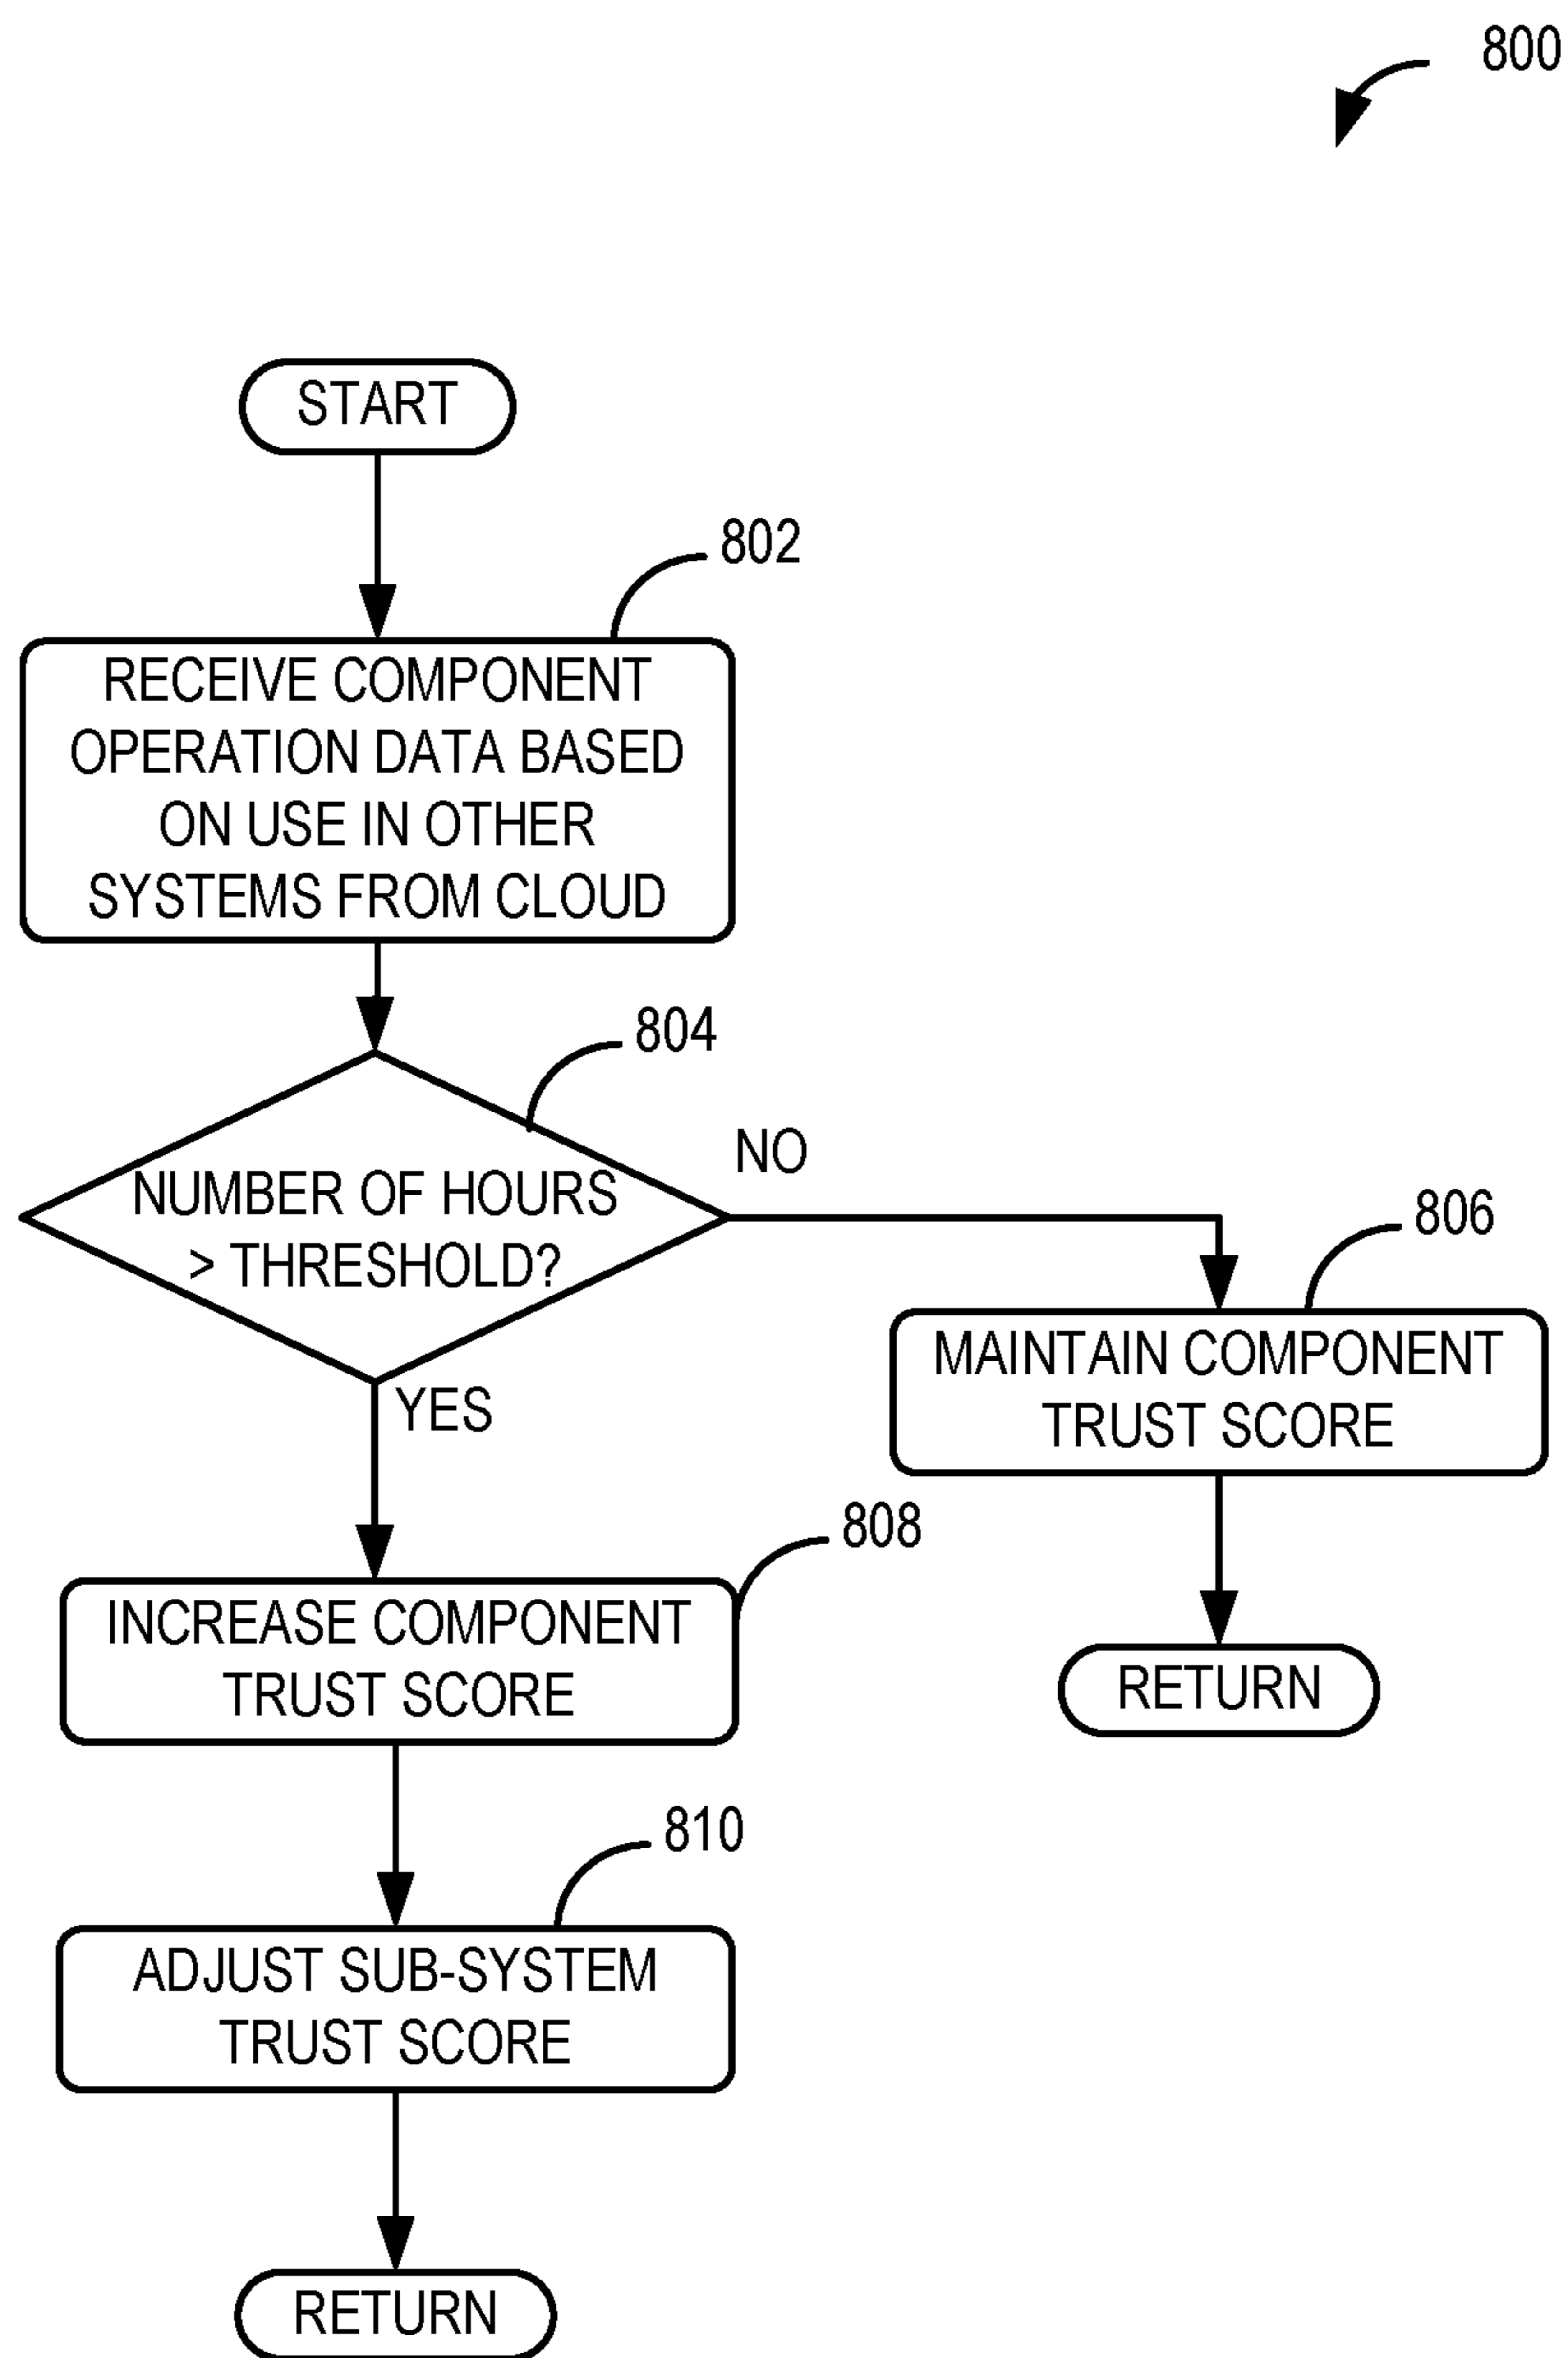 800
START
802
RECEIVE COMPONENT
OPERATION DATA BASED
ON USE IN OTHER
SYSTEMS FROM CLOUD
804
NUMBER OF HOURS
> THRESHOLD?
NO
YES
806
MAINTAIN COMPONENT
TRUST SCORE
RETURN
808
INCREASE COMPONENT
TRUST SCORE
810
ADJUST SUB-SYSTEM
TRUST SCORE
RETURN